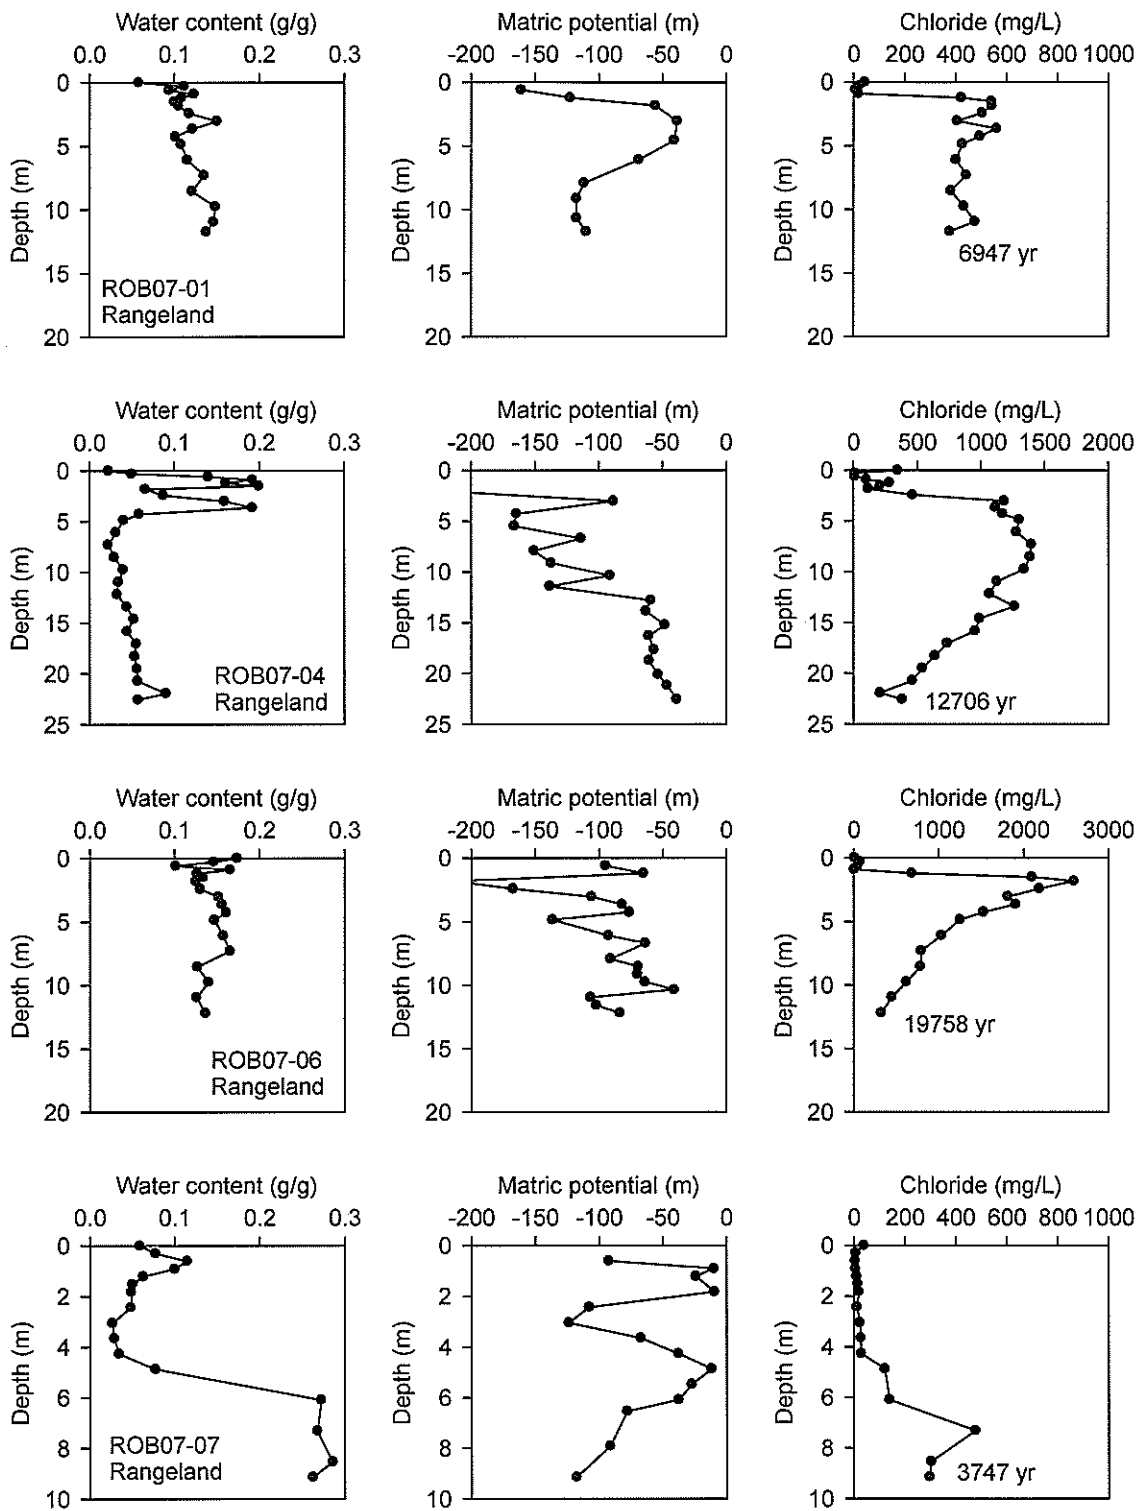 Water content (g/g) Matric potential (m) Chloride (mg/L)
0.0 0.1 0.2 0.3 -200 -150 -100 -50 0 0 200 400 600 800 1000
Depth (m) Depth (m) Depth (m)
0 0 0
5 5 5
10 10 10
6947 yr
15 15 15
ROB07-01
Rangeland
20 20 20
Water content (g/g) Matric potential (m) Chloride (mg/L)
0.0 0.1 0.2 0.3 -200 -150 -100 -50 0 0 500 1000 1500 2000
Depth (m) Depth (m) Depth (m)
0 0 0
5 5 5
10 10 10
15 15 15
20 20 20
ROB07-04
Rangeland
12706 yr
25 25 25
Water content (g/g) Matric potential (m) Chloride (mg/L)
0.0 0.1 0.2 0.3 -200 -150 -100 -50 0 0 1000 2000 3000
Depth (m) Depth (m) Depth (m)
0 0 0
5 5 5
10 10 10
19758 yr
15 15 15
ROB07-06
Rangeland
20 20 20
Water content (g/g) Matric potential (m) Chloride (mg/L)
0.0 0.1 0.2 0.3 -200 -150 -100 -50 0 0 200 400 600 800 1000
Depth (m) Depth (m) Depth (m)
0 0 0
2 2 2
4 4 4
6 6 6
8 8 8
ROB07-07
Rangeland
3747 yr
10 10 10